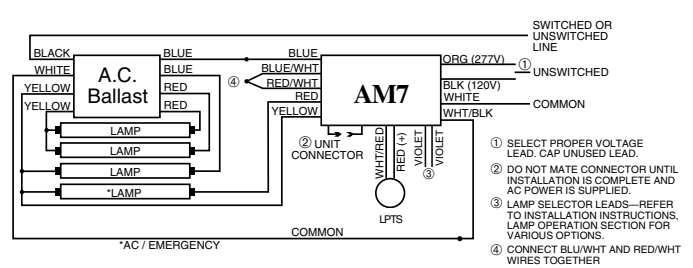 SWITCHED OR
UNSWITCHED
LINE
BLACK
BLUE
BLUE
ORG (277V)
①
WHITE
BLUE
BLUE/WHT
UNSWITCHED
A.C.
Ballast
④
AM7
YELLOW
RED
RED/WHT
BLK (120V)
RED
WHITE
COMMON
YELLOW
RED
YELLOW
WHT/BLK
LAMP
② UNIT
CONNECTOR
WHT/RED
RED (+)
VIOLET
VIOLET
③
LAMP
LAMP
*LAMP
LPTS
COMMON
*AC / EMERGENCY
① SELECT PROPER VOLTAGE
LEAD. CAP UNUSED LEAD.
② DO NOT MATE CONNECTOR UNTIL
INSTALLATION IS COMPLETE AND
AC POWER IS SUPPLIED.
③ LAMP SELECTOR LEADS—REFER
TO INSTALLATION INSTRUCTIONS,
LAMP OPERATION SECTION FOR
VARIOUS OPTIONS.
④ CONNECT BLU/WHT AND RED/WHT
WIRES TOGETHER